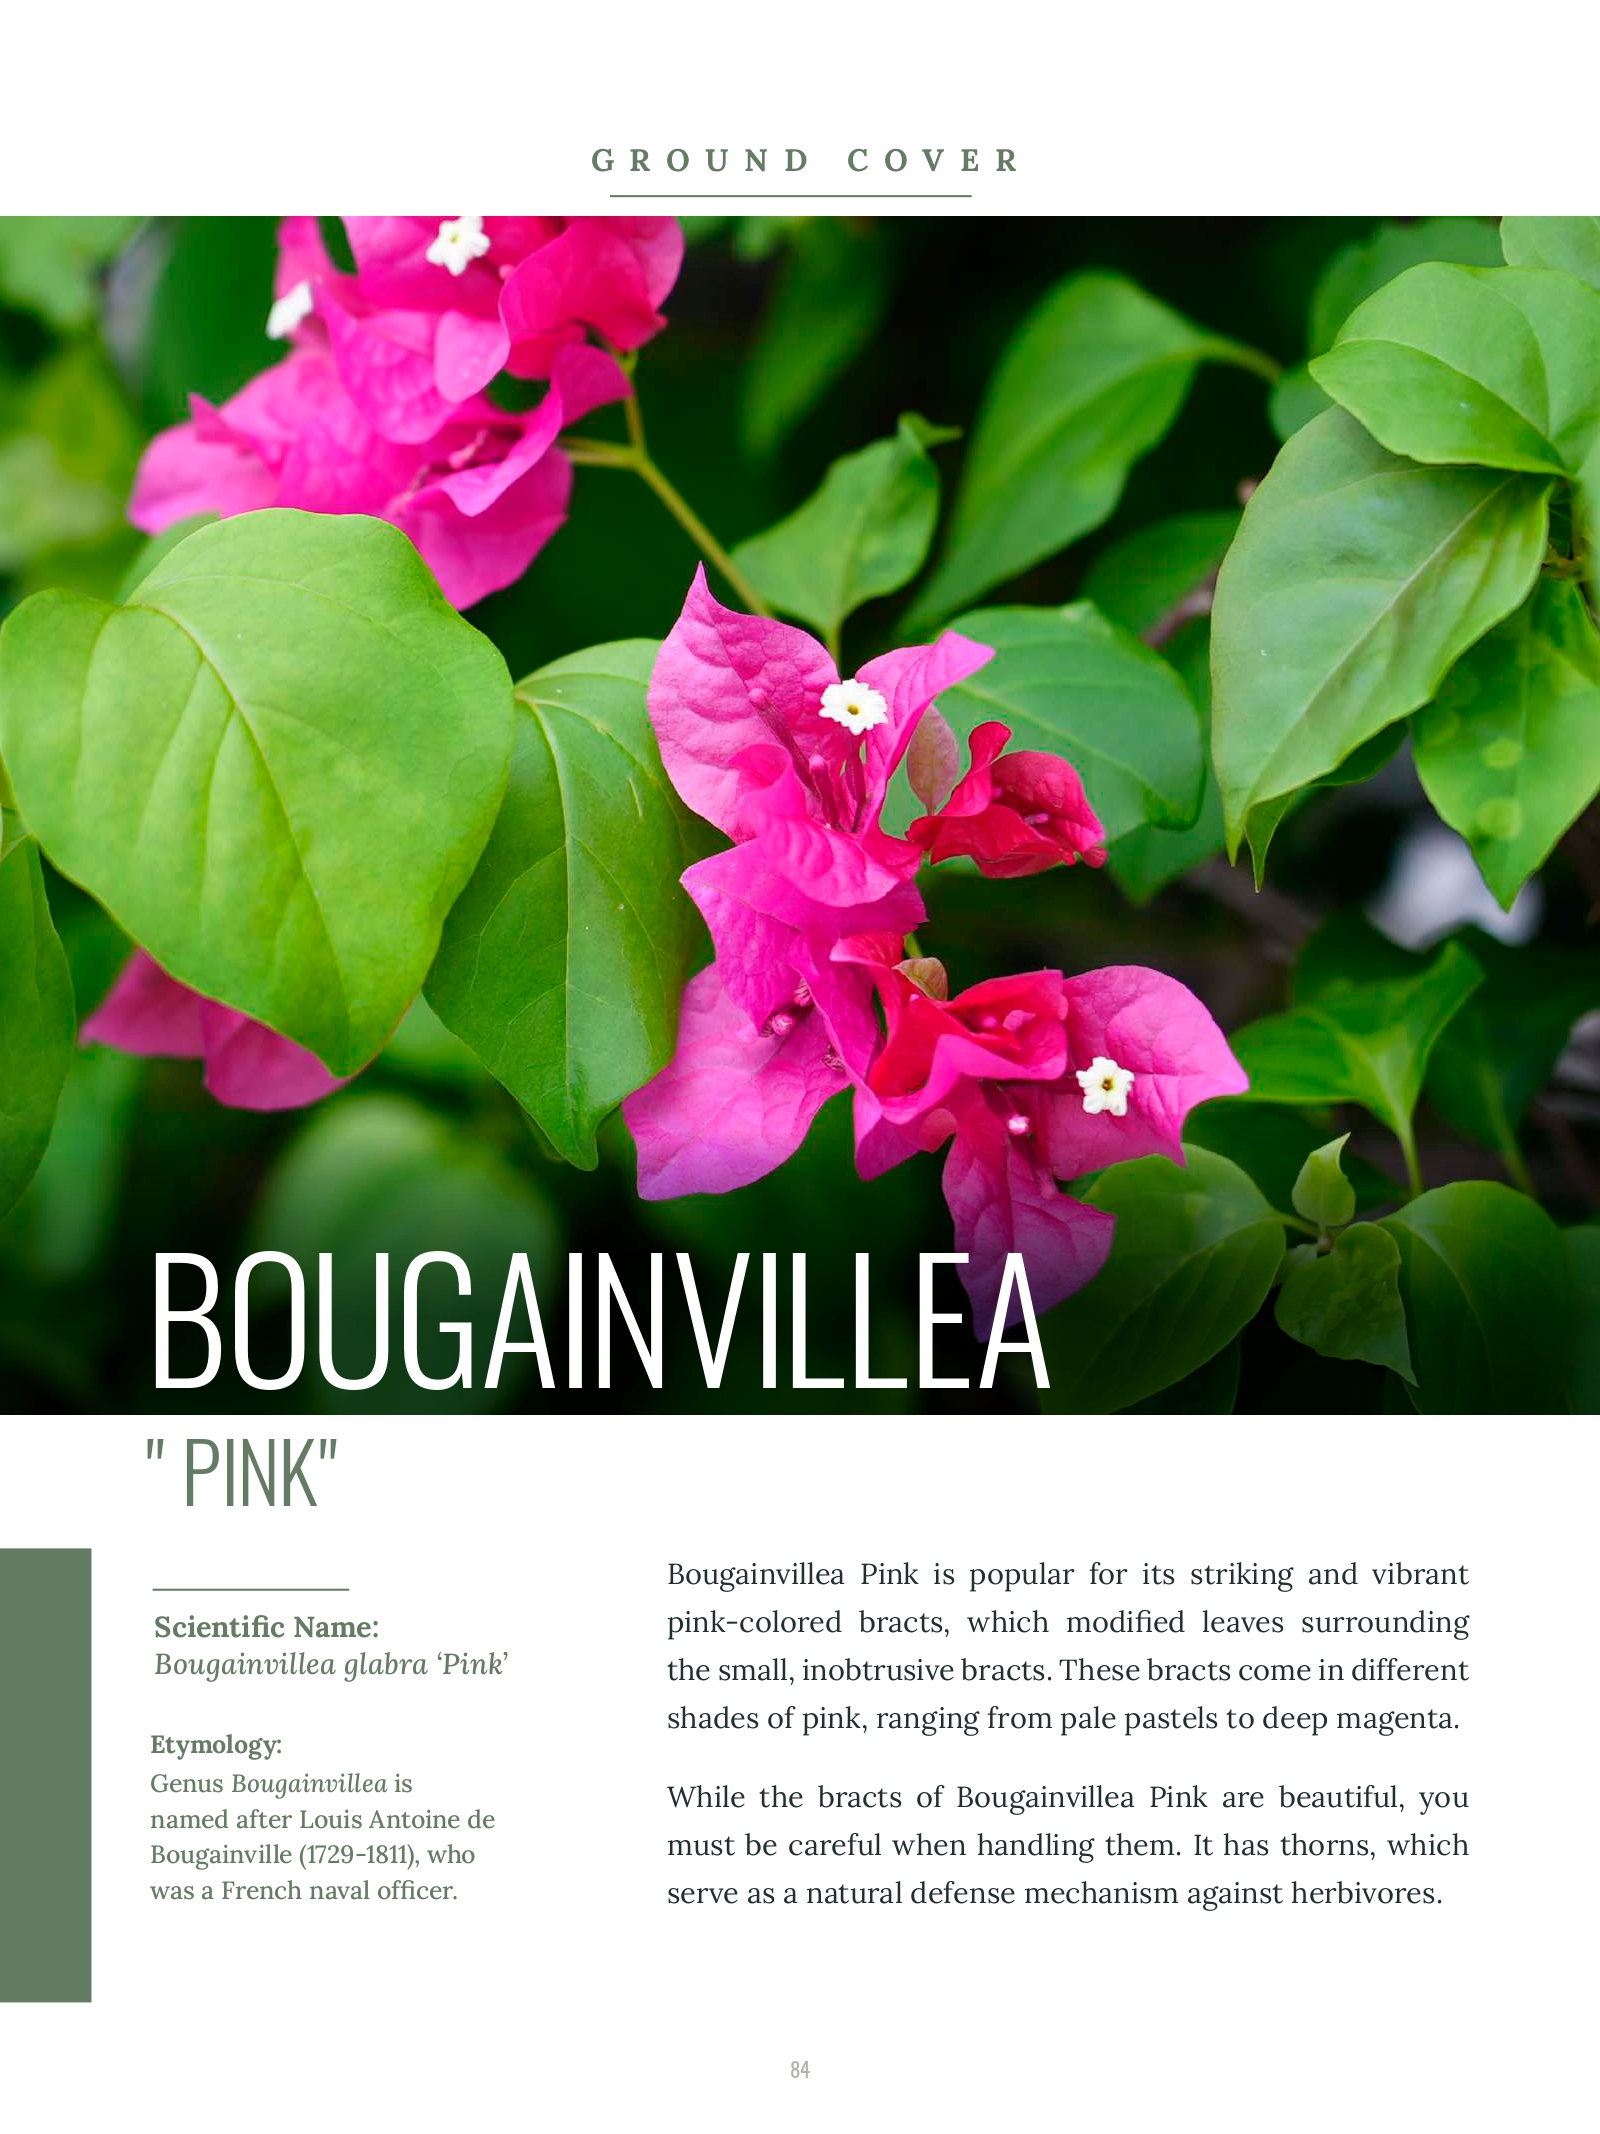 GROUND COVER
BOUGAINVILLEA
" PINK"
Scientific Name:
Bougainvillea glabra ‘Pink’
Etymology:
Genus Bougainvillea is
named after Louis Antoine de
Bougainville (1729-1811), who
was a French naval officer.
Bougainvillea Pink is popular for its striking and vibrant
pink-colored bracts, which modified leaves surrounding
the small, inobtrusive bracts. These bracts come in different
shades of pink, ranging from pale pastels to deep magenta.
While the bracts of Bougainvillea Pink are beautiful, you
must be careful when handling them. It has thorns, which
serve as a natural defense mechanism against herbivores.
84